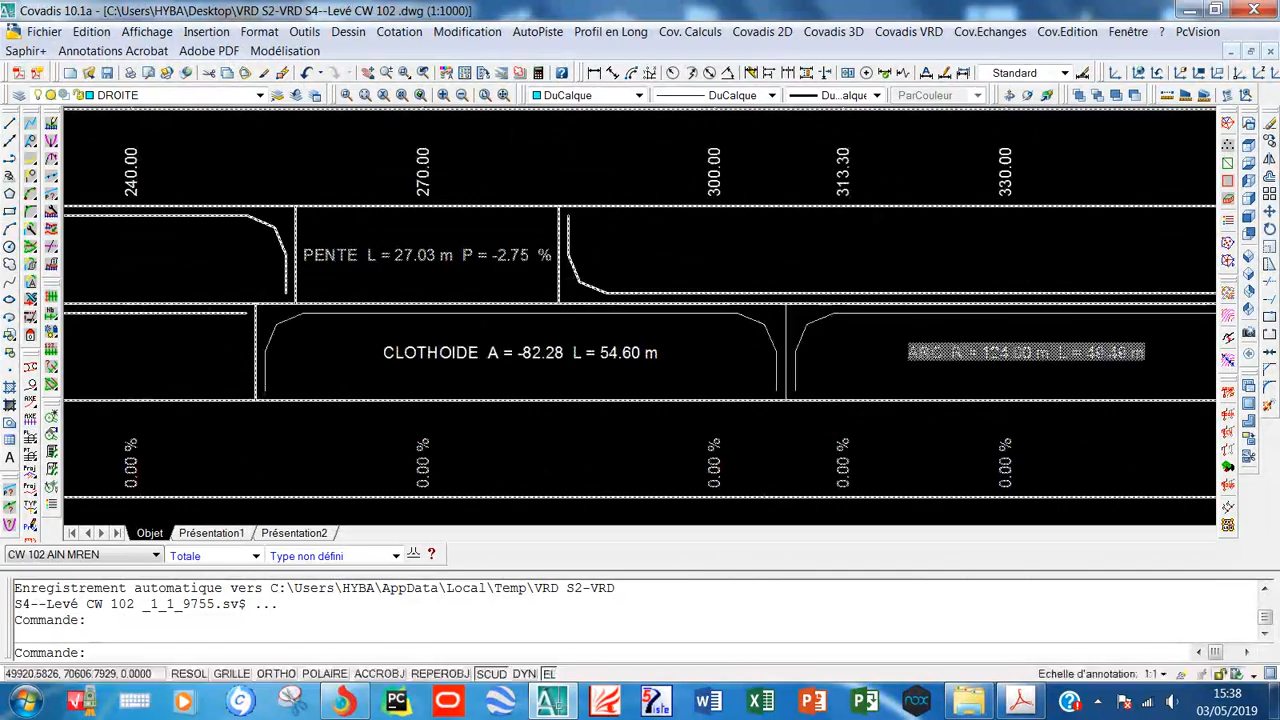 Covadis 10.1a - [C:\Users\HYBA\Desktop\VRD S2-VRD S4--Levé CW 102 .dwg (1:1000)]
Fichier Edition Affichage Insertion Format Outils Dessin Cotation Modification AutoPiste Profil en Long Cov. Calculs Covadis 2D Covadis 3D Covadis VRD Cov.Echanges Cov.Edition Fenêtre ? PcVision
Saphir+ Annotations Acrobat Adobe PDF Modélisation
Standard
DROITE DuCalque DuCalque Du...alque ParCouleur
240.00 270.00 300.00 313.30 330.00
PENTE L = 27.03 m P = -2.75 %
CLOTHOIDE A = -82.28 L = 54.60 m
0.00 % 0.00 % 0.00 % 0.00 % 0.00 %
Objet Présentation1 Présentation2
CW 102 AIN MREN Totale Type non défini ?
Enregistrement automatique vers C:\Users\HYBA\AppData\Local\Temp\VRD S2-VRD
S4--Levé CW 102 _1_1_9755.sv$ ...
Commande:
Commande:
49920.5826, 70606.7929, 0.0000 RESOL GRILLE ORTHO POLAIRE ACCROBJ REPEROBJ SCUD DYN EL Echelle d'annotation: 1:1
15:38
03/05/2019